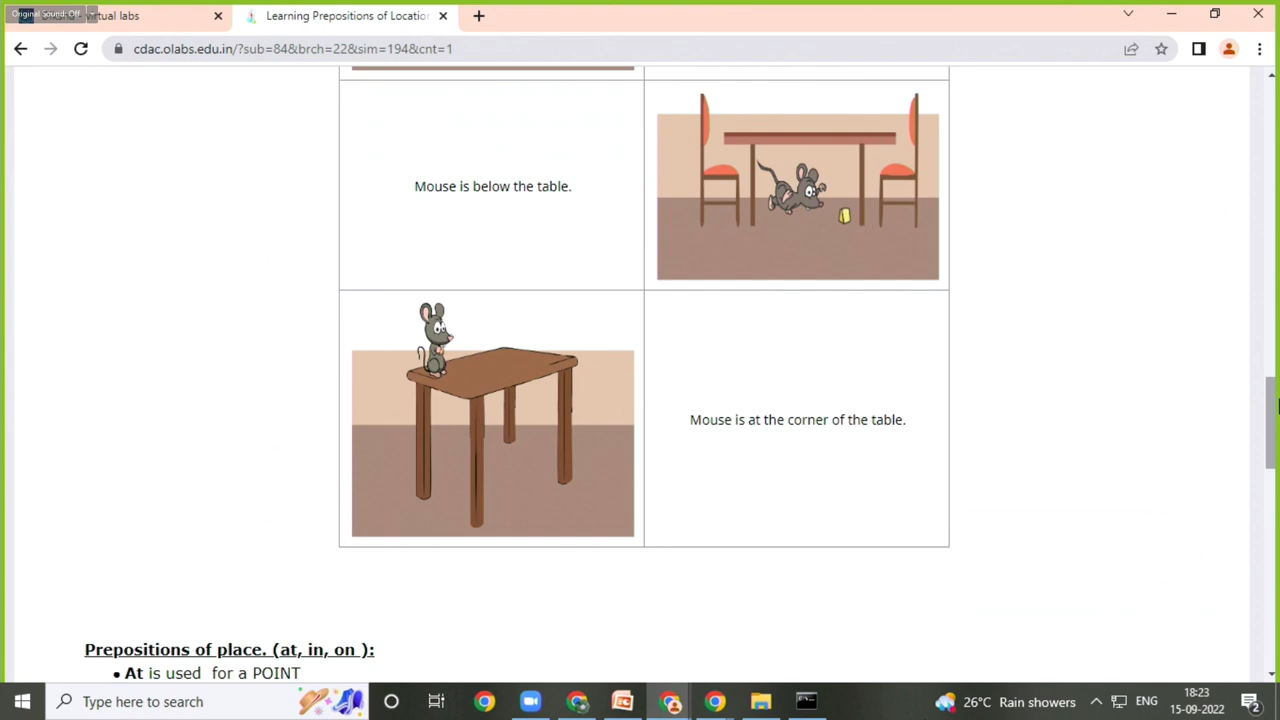 Original Sound: Off
virtual labs
Learning Prepositions of Locatio
cdac.olabs.edu.in/?sub=84&brch=22&sim=194&cnt=1
Mouse is below the table.
Mouse is at the corner of the table.
Prepositions of place. (at, in, on ):
• At is used for a POINT
Type here to search
26°C Rain showers
ENG
18:23
15-09-2022
2